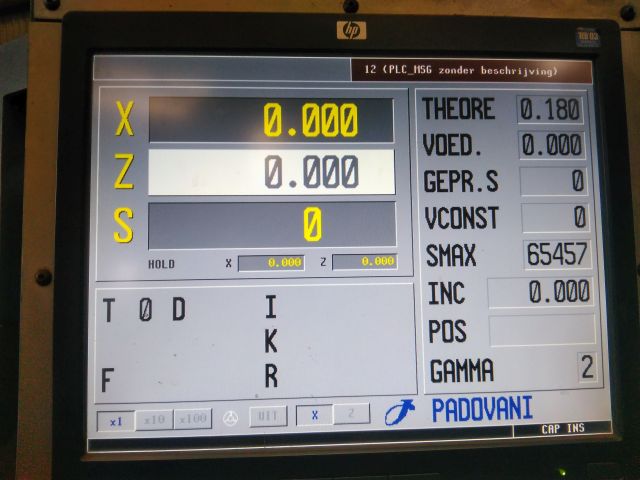 hp
12 (PLC_MSG zonder beschrijving)
X 0.000
Z 0.000
S 0
HOLD X 0.000 Z 0.000
T 0 D I
K
F R
THEORE 0.180
VOED. 0.000
GEPR.S 0
VCONST 0
SMAX 65457
INC 0.000
POS
GAMMA 2
x1 x10 x100 UIT X Z PADOVANI
CAP INS